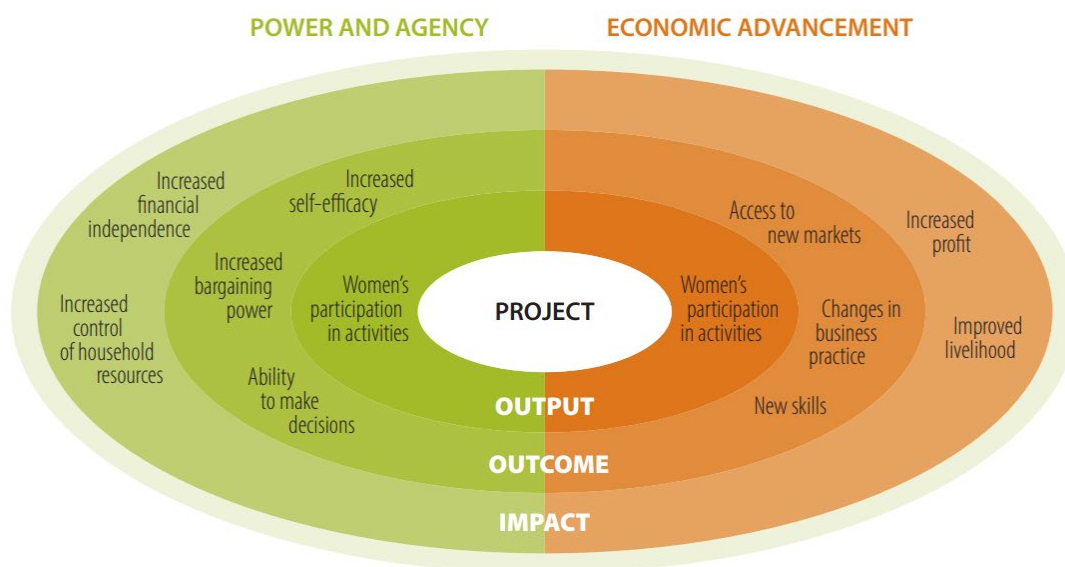 POWER AND AGENCY
ECONOMIC ADVANCEMENT
Increased
financial
independence
Increased
self-efficacy
Increased
bargaining
power
Increased
control
of household
resources
Ability
to make
decisions
Women's
participation
in activities
PROJECT
Women's
participation
in activities
Access to
new markets
Changes in
business
practice
New skills
Increased
profit
Improved
livelihood
OUTPUT
OUTCOME
IMPACT